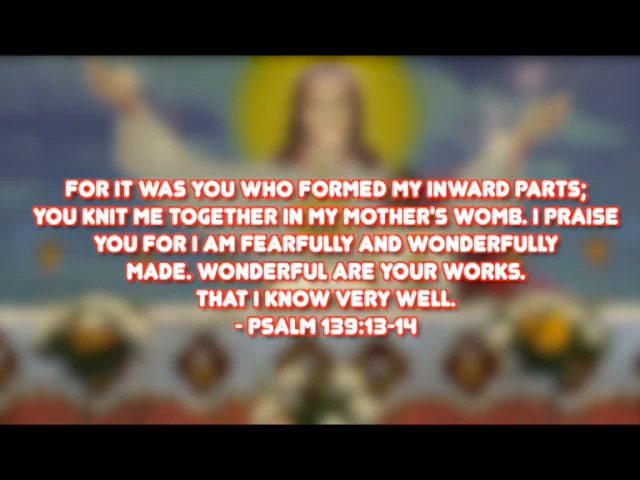 FOR IT WAS YOU WHO FORMED MY INWARD PARTS;
YOU KNIT ME TOGETHER IN MY MOTHER'S WOMB. I PRAISE
YOU FOR I AM FEARFULLY AND WONDERFULLY
MADE. WONDERFUL ARE YOUR WORKS.
THAT I KNOW VERY WELL.
- PSALM 139:13-14